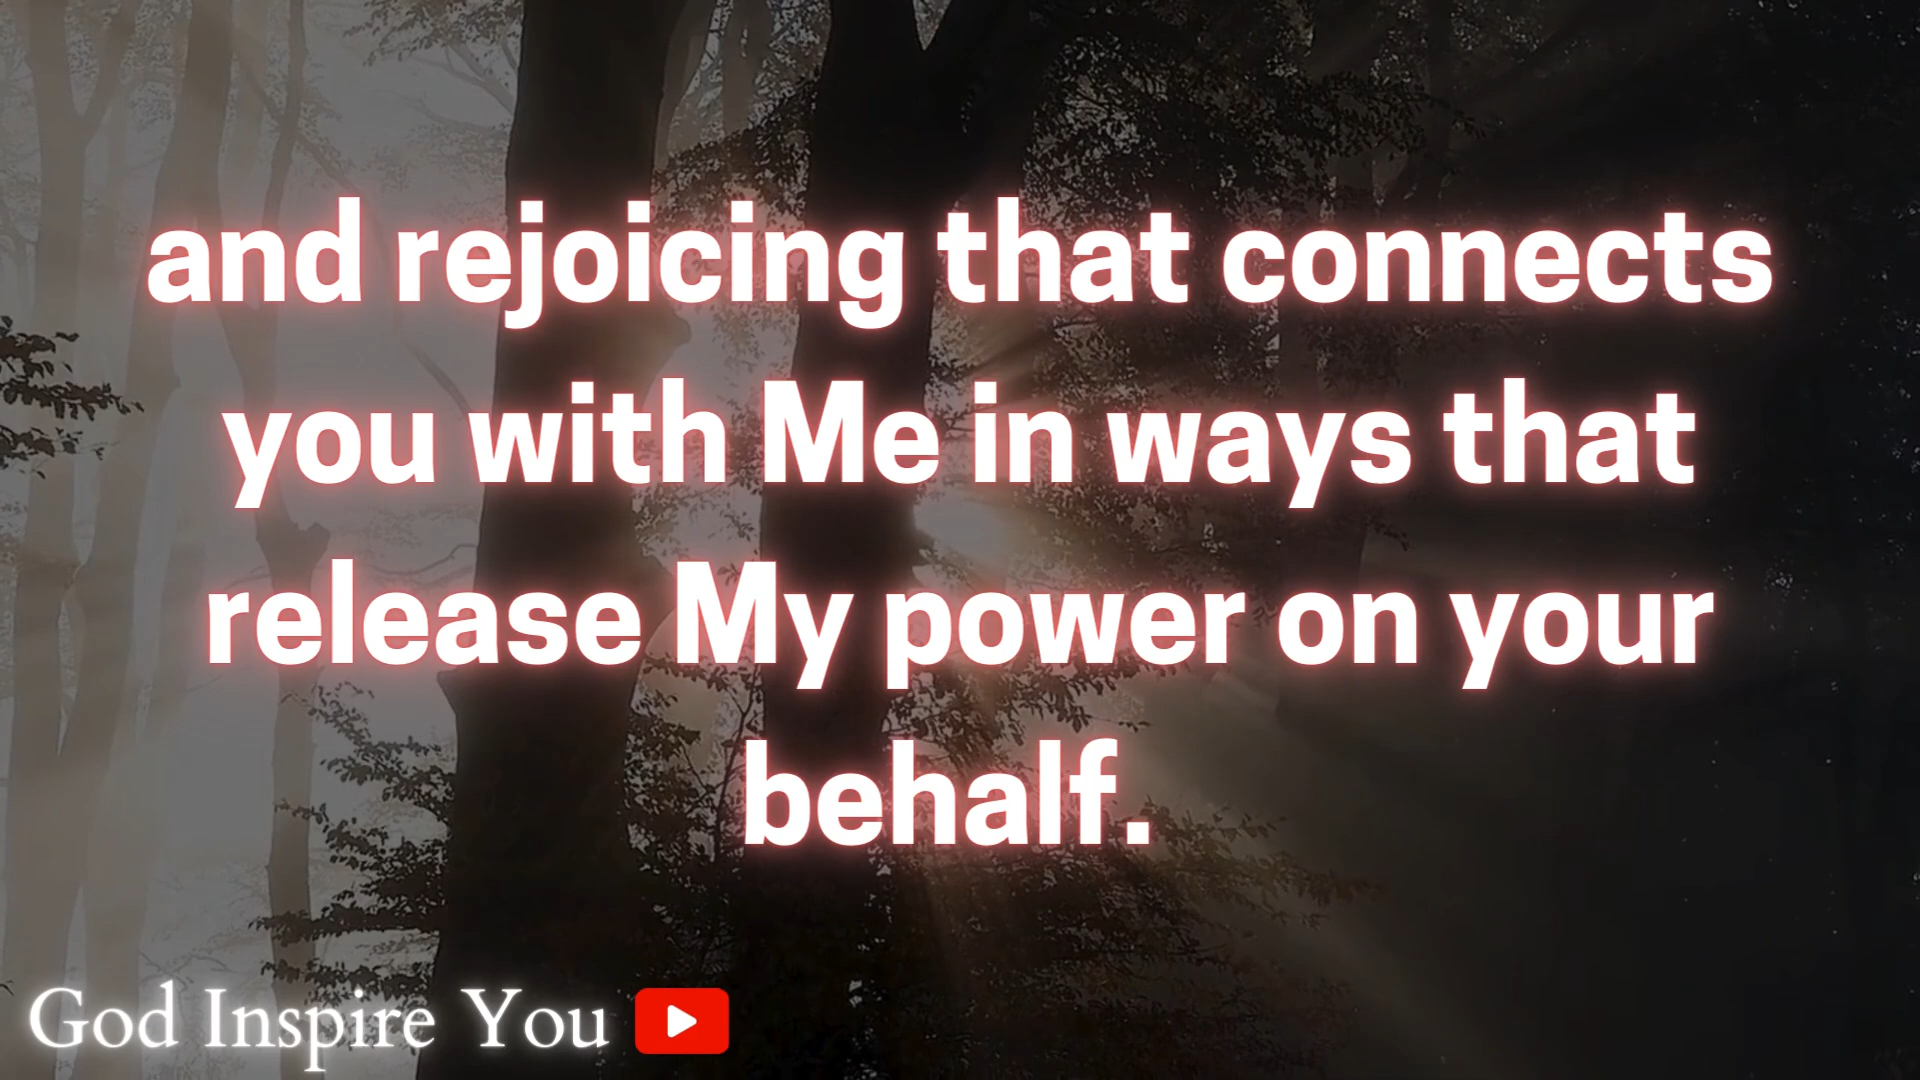 and rejoicing that connects
you with Me in ways that
release My power on your
behalf.
God Inspire You